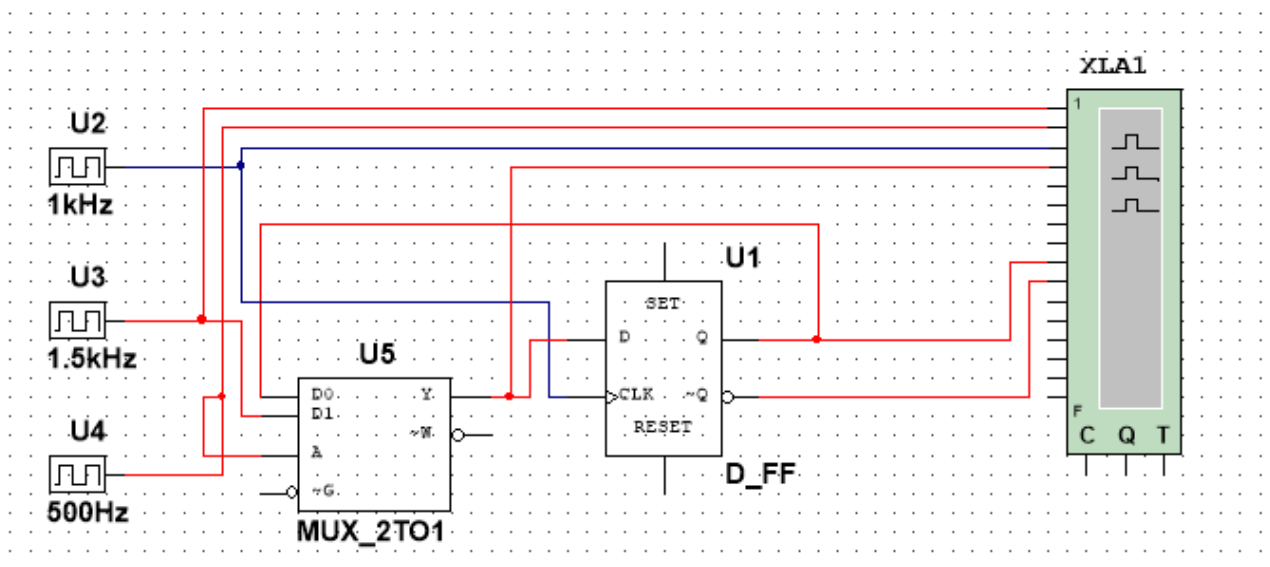 XLA1
1
U2
1kHz
U3
1.5kHz
U4
500Hz
U5
D0 Y
D1
~W
A
~G
MUX_2TO1
U1
SET
D Q
CLK ~Q
RESET
D_FF
F
C Q T